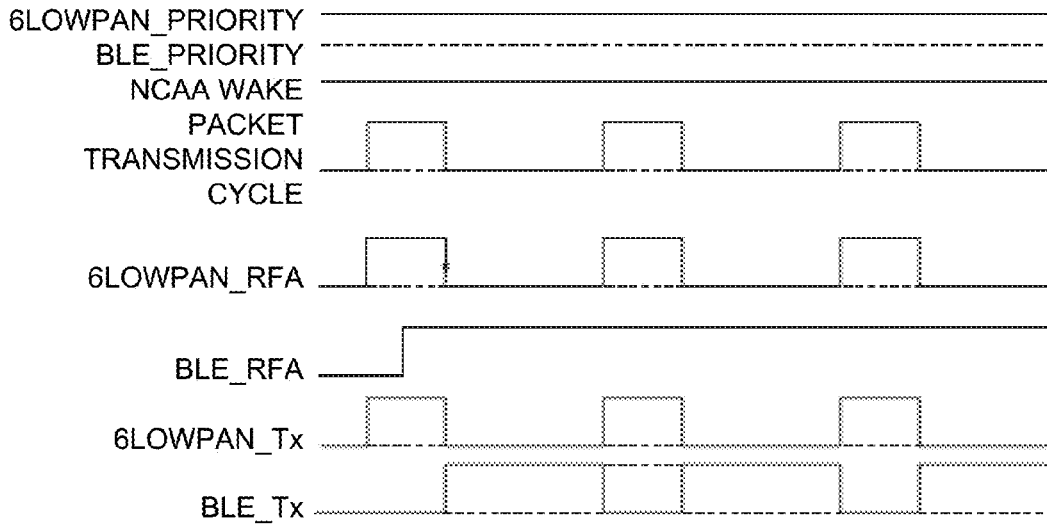 6LOWPAN_PRIORITY
BLE_PRIORITY
NCAA WAKE
PACKET
TRANSMISSION
CYCLE
6LOWPAN_RFA
BLE_RFA
6LOWPAN_Tx
BLE_Tx